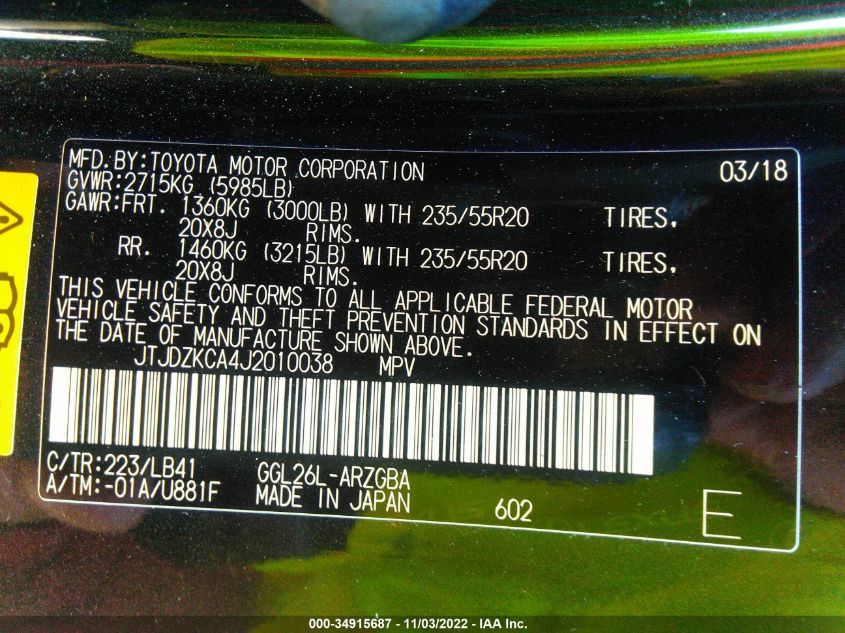 MFD.BY:TOYOTA MOTOR CORPORATION 03/18
GVWR:2715KG (5985LB)
GAWR:FRT. 1360KG (3000LB) WITH 235/55R20 TIRES.
20X8J RIMS.
RR. 1460KG (3215LB) WITH 235/55R20 TIRES.
20X8J RIMS.
THIS VEHICLE CONFORMS TO ALL APPLICABLE FEDERAL MOTOR
VEHICLE SAFETY AND THEFT PREVENTION STANDARDS IN EFFECT ON
THE DATE OF MANUFACTURE SHOWN ABOVE.
JTJDZKCA4J2010038 MPV
C/TR:223/LB41 GGL26L-ARZGBA
A/TM:-01A/U881F MADE IN JAPAN 602 E
000-34915687 - 11/03/2022 - IAA Inc.